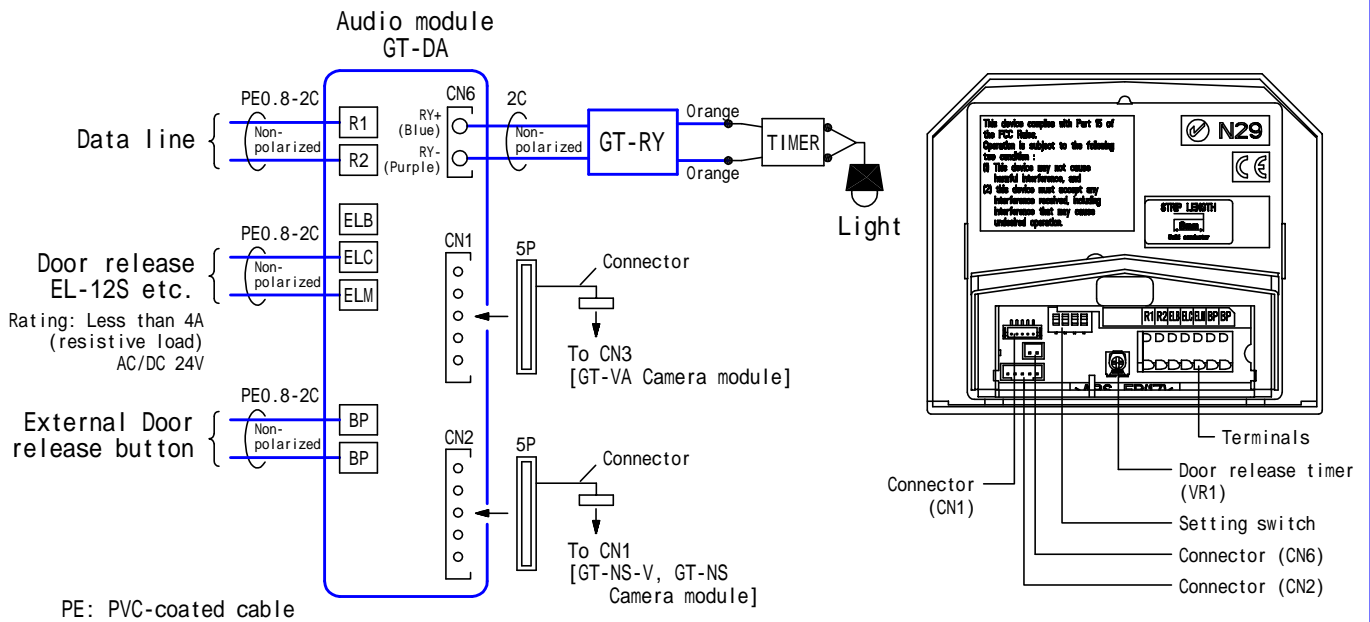 Audio module
GT-DA
PE0.8-2C
Data line
Non-
polarized
R1
R2
CN6
RY+
(Blue)
RY-
(Purple)
2C
Non-
polarized
GT-RY
Orange
Orange
TIMER
Light
ELB
PE0.8-2C
Door release
EL-12S etc.
Non-
polarized
ELC
ELM
Rating: Less than 4A
(resistive load)
AC/DC 24V
CN1
5P
Connector
To CN3
[GT-VA Camera module]
PE0.8-2C
External Door
release button
Non-
polarized
BP
BP
CN2
5P
Connector
To CN1
[GT-NS-V, GT-NS
Camera module]
PE: PVC-coated cable
This device complies with Part 15 of
the FCC Rules.
Operation is subject to the following
two condition :
(1) This device may not cause
harmful interference, and
(2) this device must accept any
interference received, including
interference that may cause
undesired operation.
N29
CE
STRIP LENGTH
R1 R2 ELB ELC ELM BP BP
Terminals
Door release timer
(VR1)
Setting switch
Connector (CN6)
Connector (CN2)
Connector
(CN1)